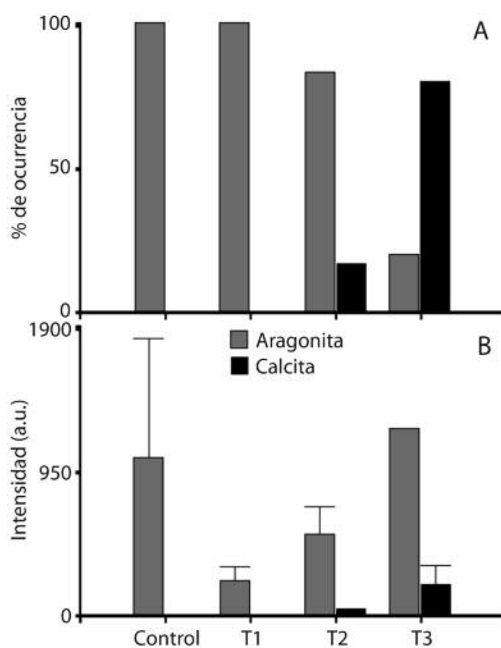 100
A
% de ocurrencia
50
0
1900
Aragonita
B
Calcita
Intensidad (a.u.)
950
0
Control T1 T2 T3